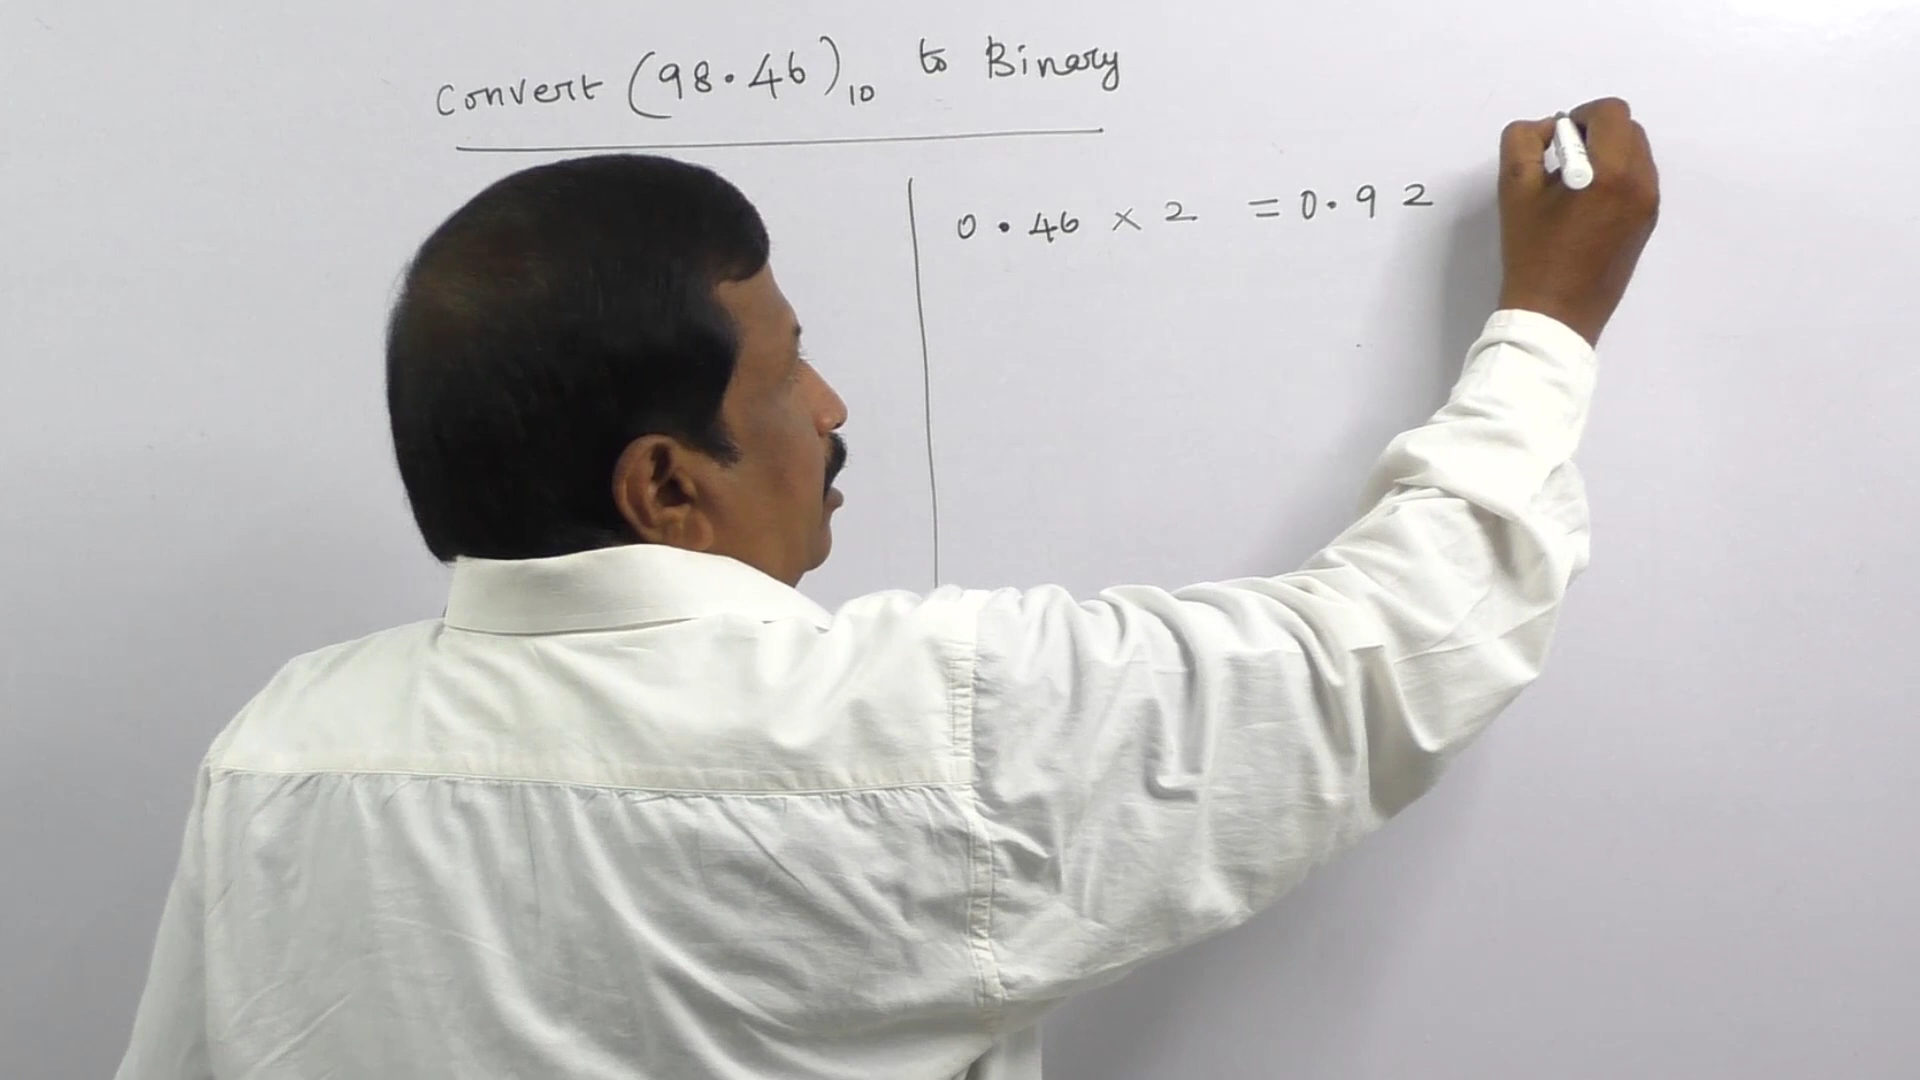 Convert (98.46)₁₀ to Binary
0.46 × 2 = 0.92